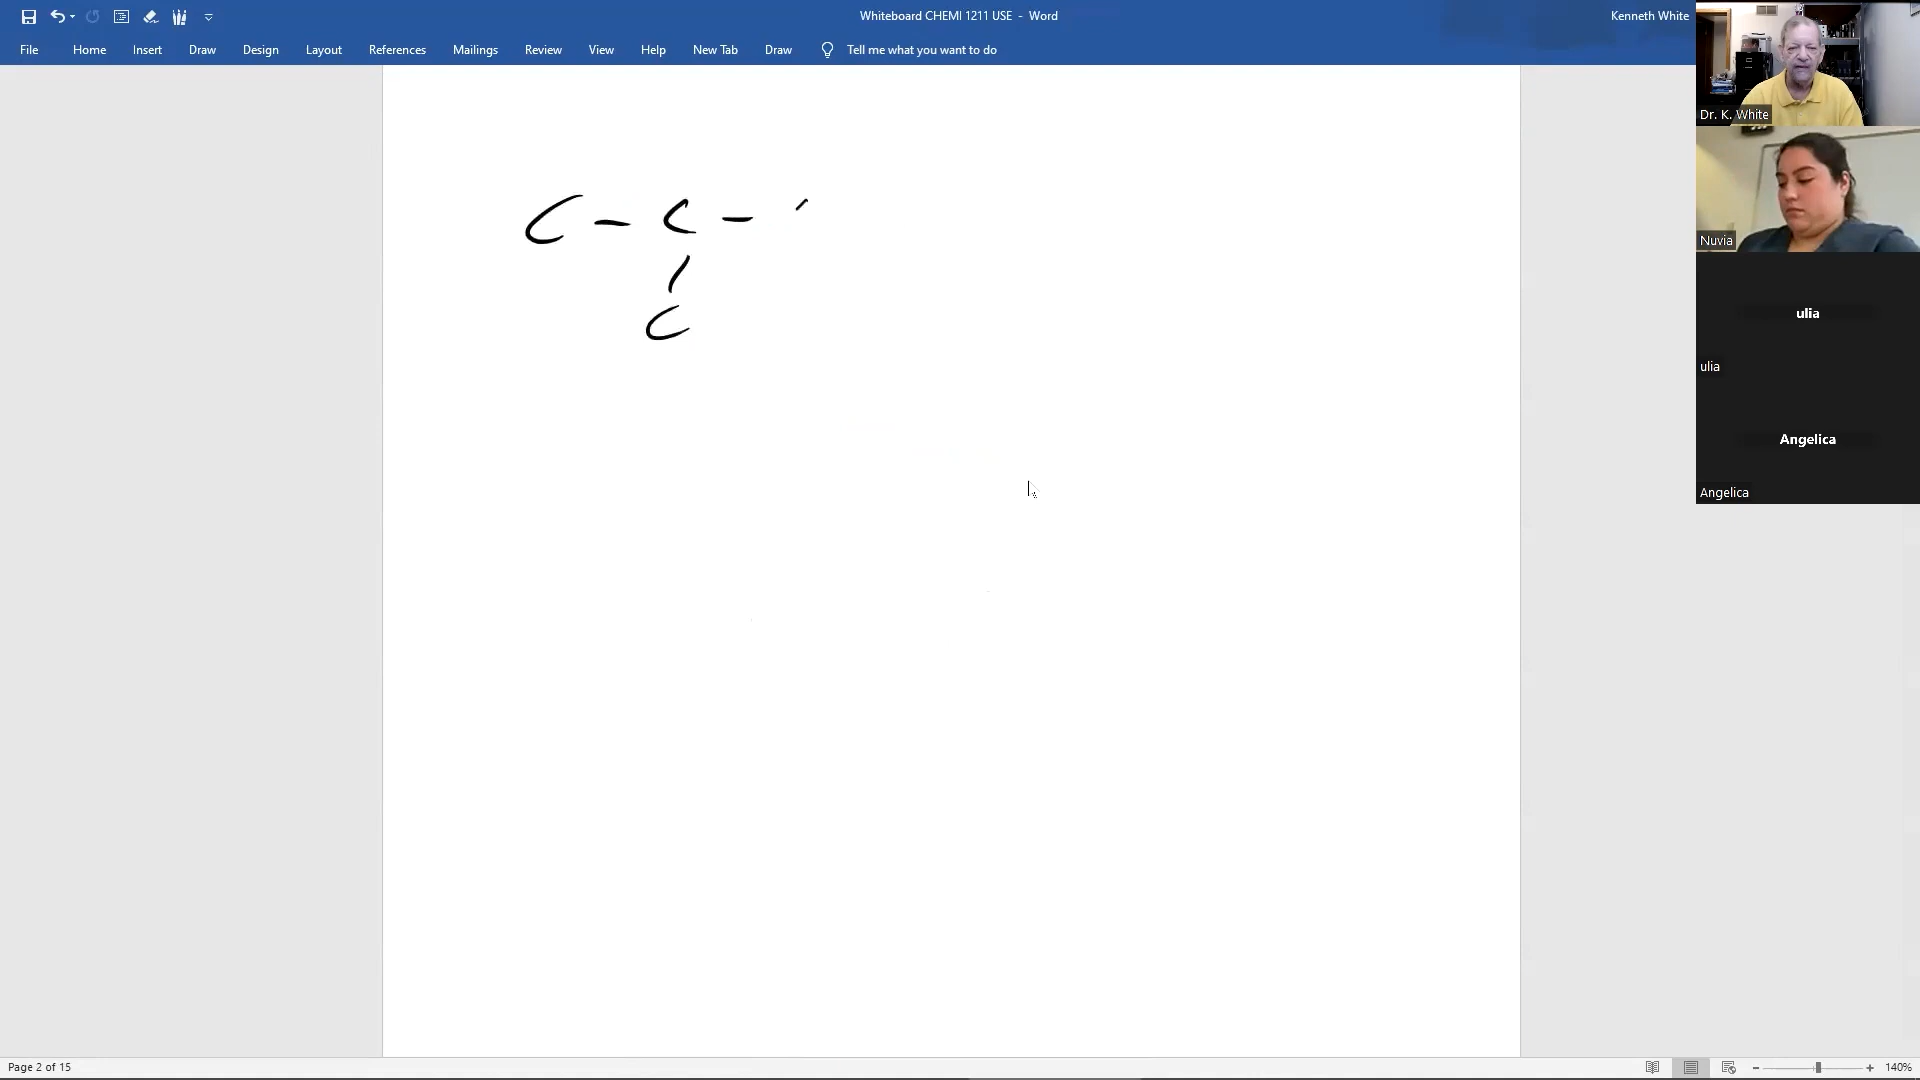 Whiteboard CHEMI 1211 USE - Word
Kenneth White
File Home Insert Draw Design Layout References Mailings Review View Help New Tab Draw Tell me what you want to do
Dr. K. White
Nuvia
ulia
ulia
Angelica
Angelica
C - C -
/
C
Page 2 of 15
140%